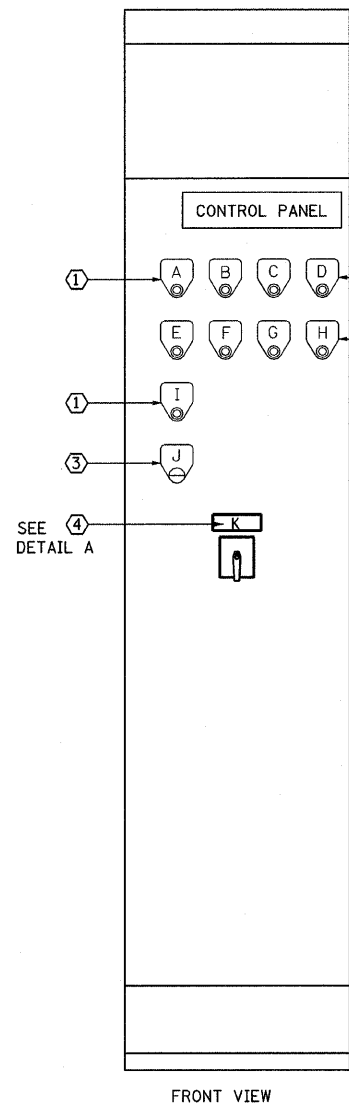 CONTROL PANEL
1 A B C D
E F G H
1 I
3 J
SEE 4 K
DETAIL A
FRONT VIEW